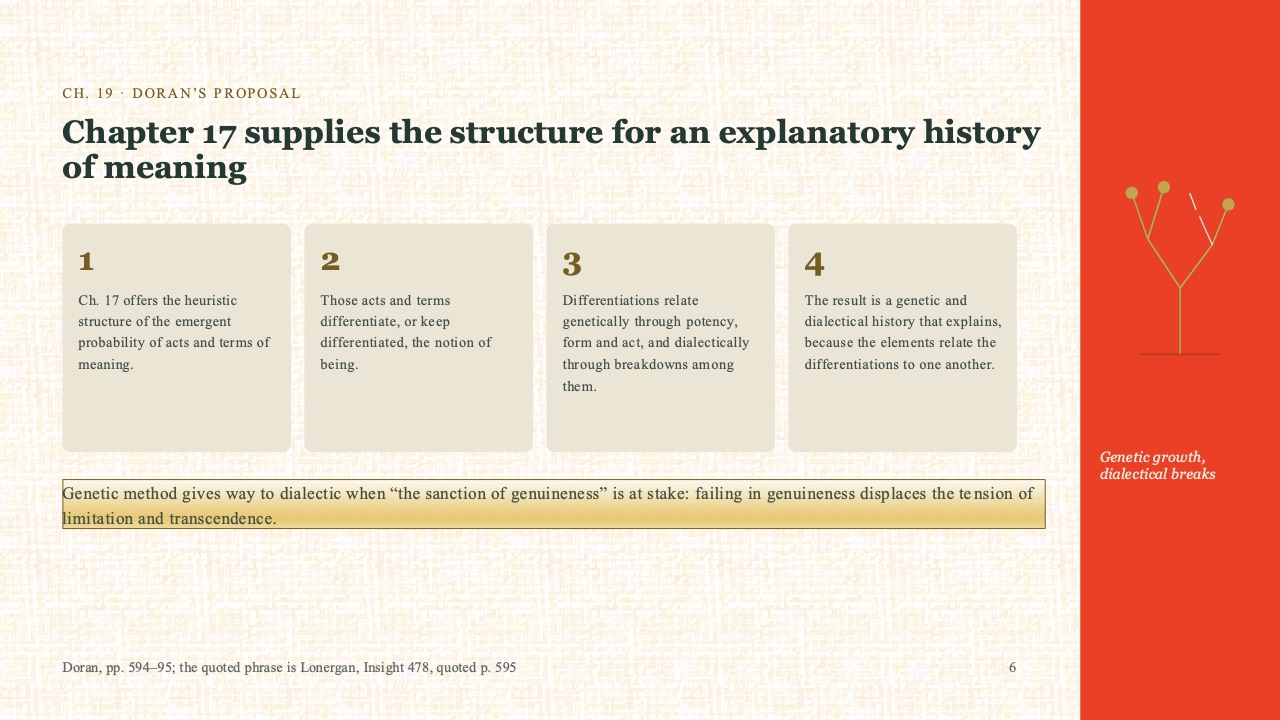 CH. 19 · DORAN’S PROPOSAL
Chapter 17 supplies the structure for an explanatory history
of meaning
1
Ch. 17 offers the heuristic
structure of the emergent
probability of acts and terms of
meaning.
2
Those acts and terms
differentiate, or keep
differentiated, the notion of
being.
3
Differentiations relate
genetically through potency,
form and act, and dialectically
through breakdowns among
them.
4
The result is a genetic and
dialectical history that explains,
because the elements relate the
differentiations to one another.
Genetic method gives way to dialectic when “the sanction of genuineness” is at stake: failing in genuineness displaces the tension of
limitation and transcendence.
Genetic growth,
dialectical breaks
Doran, pp. 594–95; the quoted phrase is Lonergan, Insight 478, quoted p. 595
6